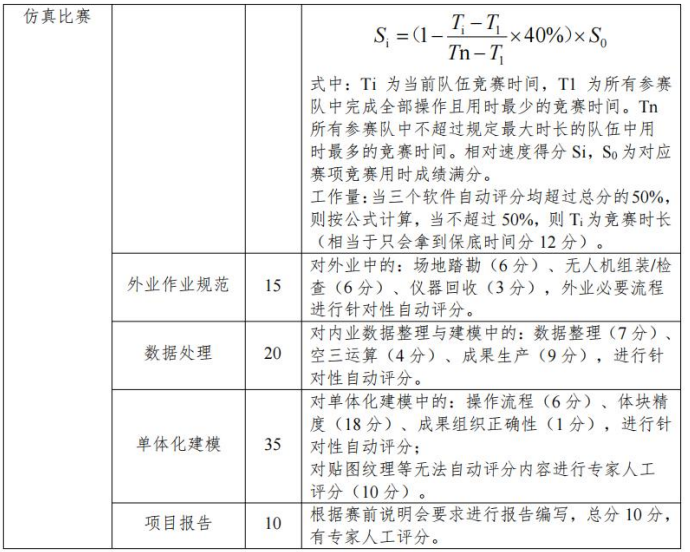 仿真比赛
Si=(1−(Ti−T1)/(Tn−T1)×40%)×S0
式中：Ti 为当前队伍竞赛时间，T1 为所有参赛
队中完成全部操作且用时最少的竞赛时间。Tn
所有参赛队中不超过规定最大时长的队伍中用
时最多的竞赛时间。相对速度得分 Si，S0 为对应
赛项竞赛用时成绩满分。
工作量：当三个软件自动评分均超过总分的 50%，
则按公式计算，当不超过 50%，则 Ti 为竞赛时长
（相当于只会拿到保底时间分 12 分）。
外业作业规范
15
对外业中的：场地踏勘（6 分）、无人机组装/检
查（6 分）、仪器回收（3 分），外业必要流程
进行针对性自动评分。
数据处理
20
对内业数据整理与建模中的：数据整理（7 分）、
空三运算（4 分）、成果生产（9 分），进行针
对性自动评分。
单体化建模
35
对单体化建模中的：操作流程（6 分）、体块精
度（18 分）、成果组织正确性（1 分），进行针
对性自动评分；
对贴图纹理等无法自动评分内容进行专家人工
评分（10 分）。
项目报告
10
根据赛前说明会要求进行报告编写，总分 10 分，
有专家人工评分。